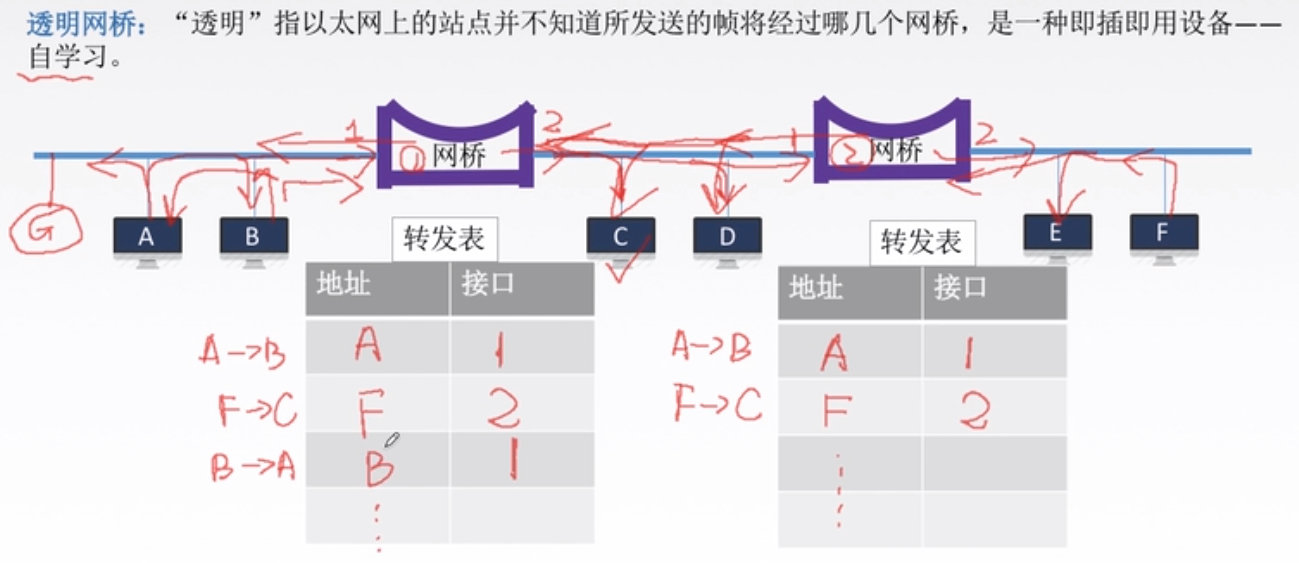 透明网桥：“透明”指以太网上的站点并不知道所发送的帧将经过哪几个网桥，是一种即插即用设备——
自学习。
1 2 1 2
① 网桥 ② 网桥
G A B C D E F
转发表 转发表
地址 接口
A→B A 1
F→C F 2
B→A B 1
地址 接口
A→B A 1
F→C F 2